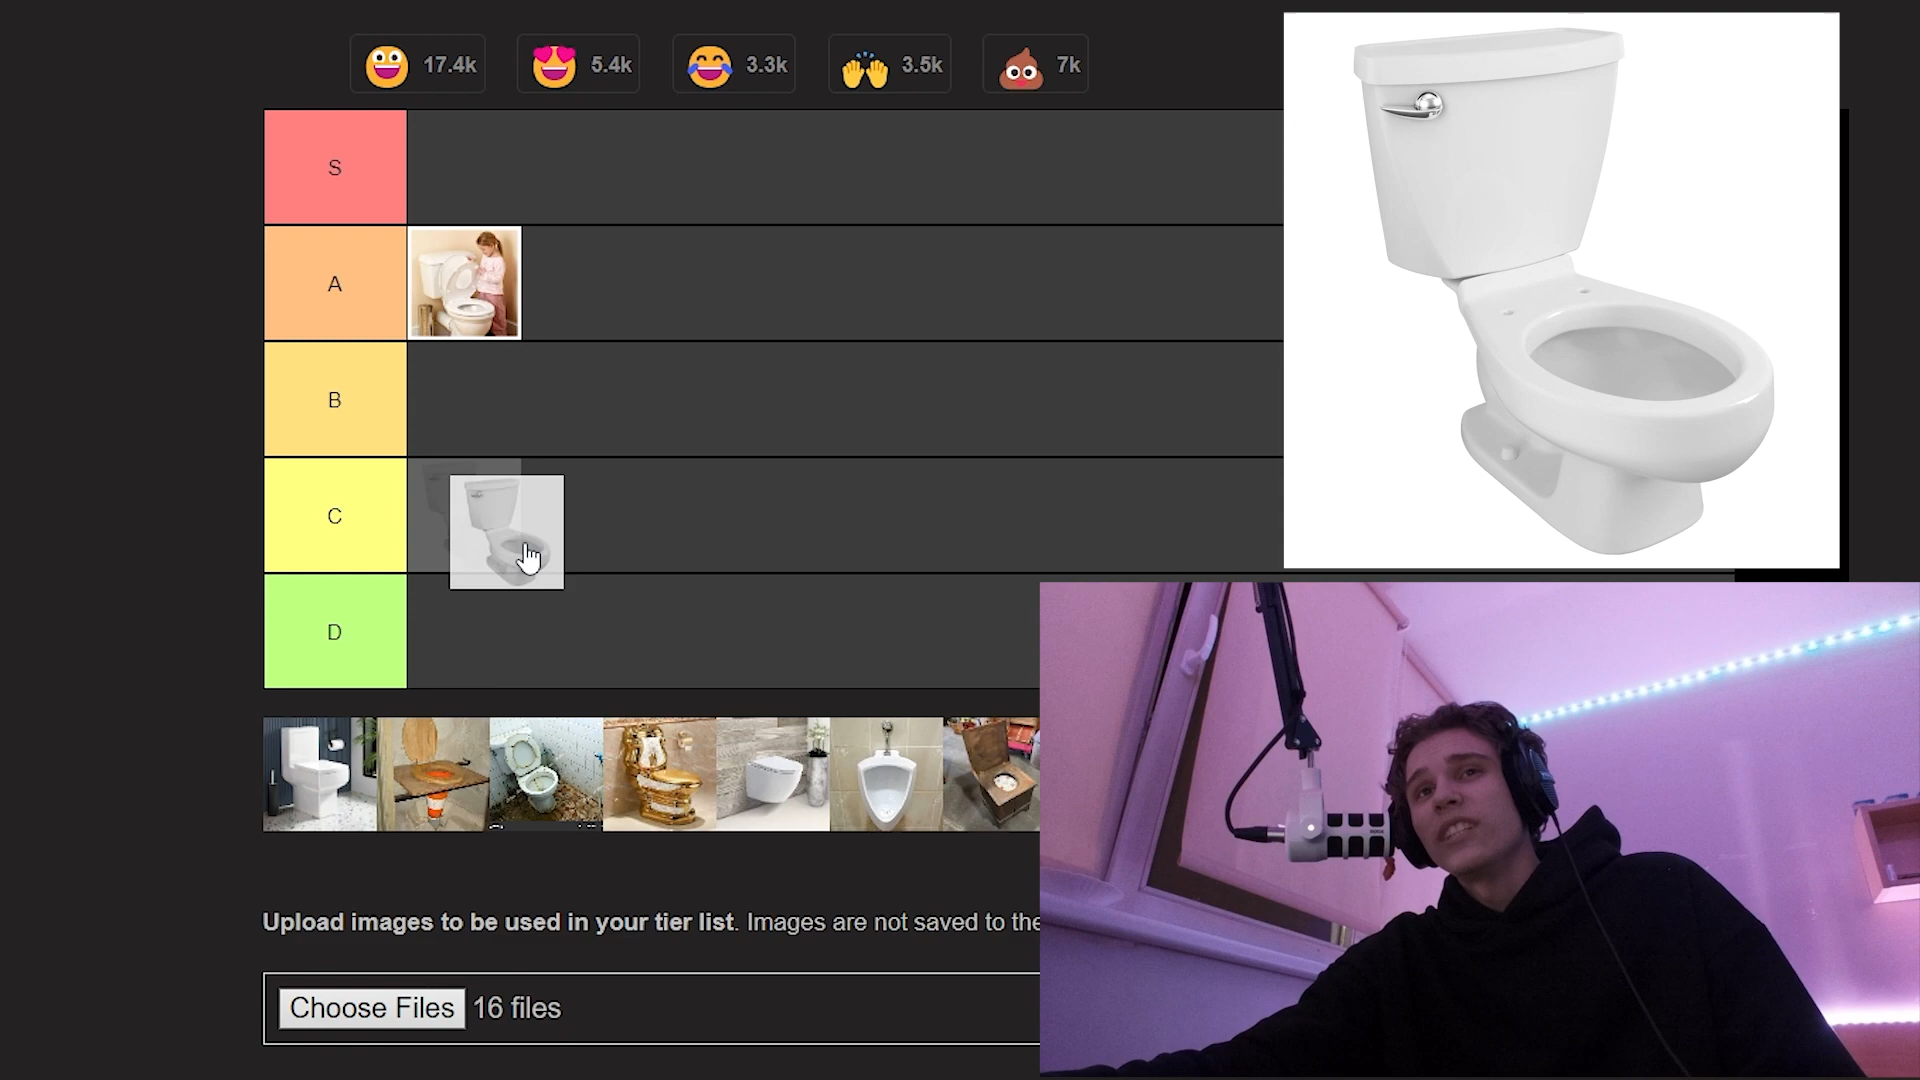 17.4k
5.4k
3.3k
3.5k
7k
S
A
B
C
D
Upload images to be used in your tier list. Images are not saved to the
Choose Files 16 files